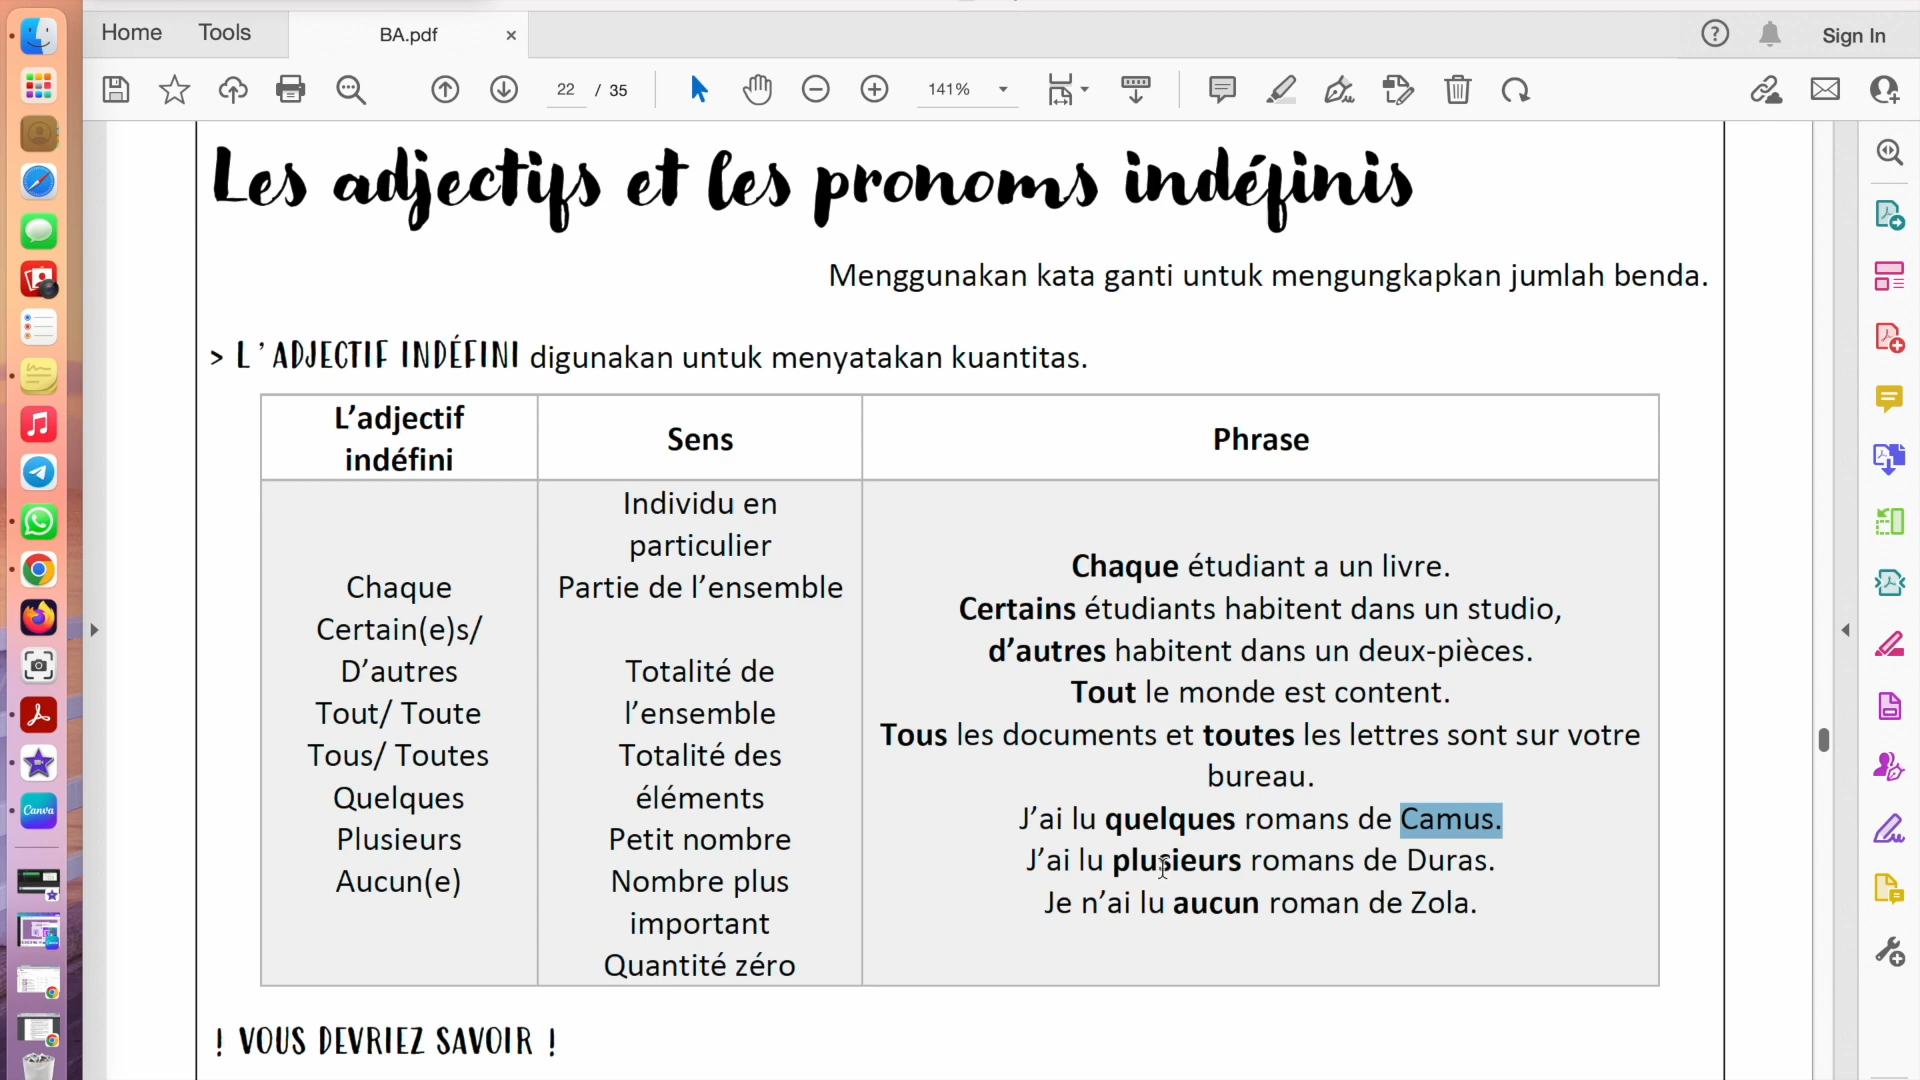 Home
Tools
BA.pdf
Sign In
22 / 35
141%
Les adjectifs et les pronoms indéfinis
Menggunakan kata ganti untuk mengungkapkan jumlah benda.
> L'ADJECTIF INDÉFINI digunakan untuk menyatakan kuantitas.
L’adjectif
indéfini
Sens
Phrase
Chaque
Certain(e)s/
D’autres
Tout/ Toute
Tous/ Toutes
Quelques
Plusieurs
Aucun(e)
Individu en
particulier
Partie de l’ensemble
Totalité de
l’ensemble
Totalité des
éléments
Petit nombre
Nombre plus
important
Quantité zéro
Chaque étudiant a un livre.
Certains étudiants habitent dans un studio,
d’autres habitent dans un deux-pièces.
Tout le monde est content.
Tous les documents et toutes les lettres sont sur votre
bureau.
J’ai lu quelques romans de Camus.
J’ai lu plusieurs romans de Duras.
Je n’ai lu aucun roman de Zola.
! VOUS DEVRIEZ SAVOIR !
Canva